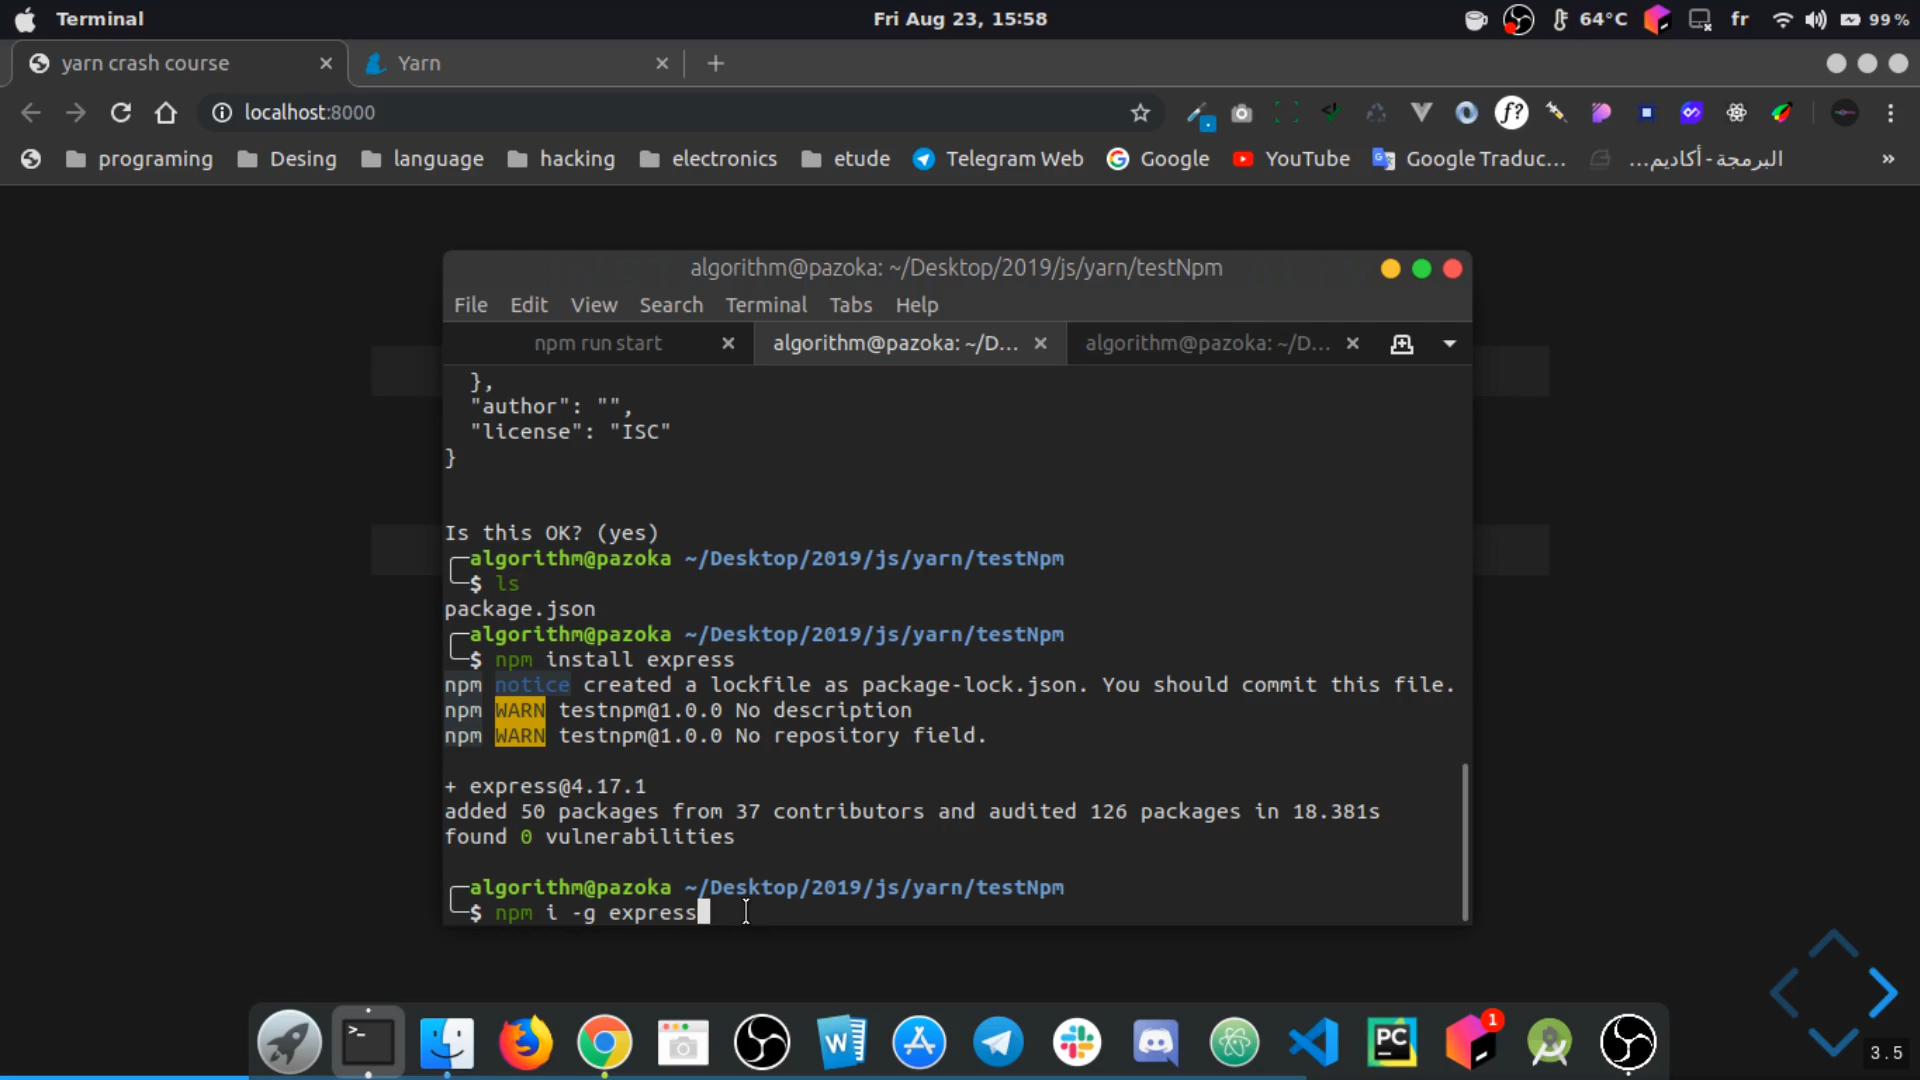 Terminal
Fri Aug 23, 15:58
64°C
fr
99%
yarn crash course
Yarn
localhost:8000
f?
programing
Desing
language
hacking
electronics
etude
Telegram Web
Google
YouTube
Google Traduc...
البرمجة - أكاديم...
»
algorithm@pazoka: ~/Desktop/2019/js/yarn/testNpm
File Edit View Search Terminal Tabs Help
npm run start
algorithm@pazoka: ~/D...
algorithm@pazoka: ~/D...
},
"author": "",
"license": "ISC"
}
Is this OK? (yes)
algorithm@pazoka ~/Desktop/2019/js/yarn/testNpm
$ ls
package.json
algorithm@pazoka ~/Desktop/2019/js/yarn/testNpm
$ npm install express
npm notice created a lockfile as package-lock.json. You should commit this file.
npm WARN testnpm@1.0.0 No description
npm WARN testnpm@1.0.0 No repository field.
+ express@4.17.1
added 50 packages from 37 contributors and audited 126 packages in 18.381s
found 0 vulnerabilities
algorithm@pazoka ~/Desktop/2019/js/yarn/testNpm
$ npm i -g express
>_
W
PC
1
3.5